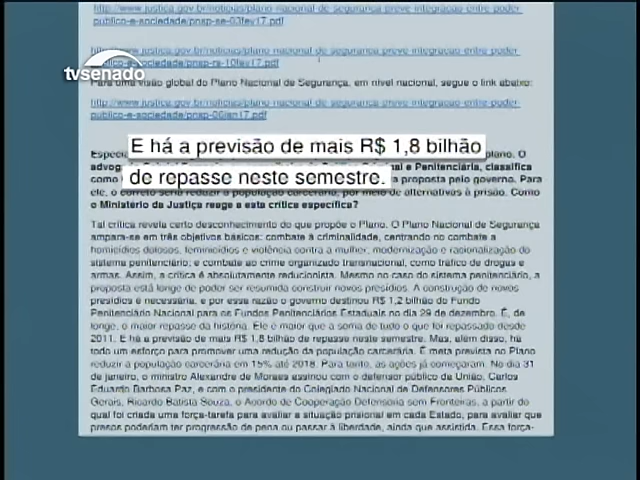 http://www.justica.gov.br/noticias/plano-nacional-de-seguranca-preve-integracao-entre-poder-
publico-e-sociedade/pnsp-se-03fev17.pdf
http://www.justica.gov.br/noticias/plano-nacional-de-seguranca-preve-integracao-entre-poder-
publico-e-sociedade/pnsp-rs-10fev17.pdf
tvsenado
Para uma visão global do Plano Nacional de Segurança, em nível nacional, segue o link abaixo:
http://www.justica.gov.br/noticias/plano-nacional-de-seguranca-preve-integracao-entre-poder-
publico-e-sociedade/pnsp-06jan17.pdf
E há a previsão de mais R$ 1,8 bilhão
de repasse neste semestre.
plano. O
e Penitenciária, classifica
a proposta pelo governo. Para
ele, o correto seria reduzir a população carcerária, por meio de alternativas à prisão. Como
o Ministério da Justiça reage a esta crítica específica?
Tal crítica revela certo desconhecimento do que propõe o Plano. O Plano Nacional de Segurança
ampara-se em três objetivos básicos: combate à criminalidade, centrando no combate a
homicídios dolosos, feminicídios e violência contra a mulher; modernização e racionalização do
sistema penitenciário; e combate ao crime organizado transnacional, como tráfico de drogas e
armas. Assim, a crítica é absolutamente reducionista. Mesmo no caso do sistema penitenciário, a
proposta está longe de poder ser resumida construir novos presídios. A construção de novos
presídios é necessária, e por essa razão o governo destinou R$ 1,2 bilhão do Fundo
Penitenciário Nacional para os Fundos Penitenciários Estaduais no dia 29 de dezembro. É, de
longe, o maior repasse da história. Ele é maior que a soma de tudo o que foi repassado desde
2011. E há a previsão de mais R$ 1,8 bilhão de repasse neste semestre. Mas, além disso, há
todo um esforço para promover uma redução da população carcerária. É meta prevista no Plano
reduzir a população carcerária em 15% até 2018. Para tanto, as ações já começaram. No dia 31
de janeiro, o ministro Alexandre de Moraes assinou com o defensor público da União, Carlos
Eduardo Barbosa Paz, e com o presidente do Colegiado Nacional de Defensores Públicos
Gerais, Ricardo Batista Souza, o Acordo de Cooperação Defensoria sem Fronteiras, a partir do
qual foi criada uma força-tarefa para avaliar a situação prisional em cada Estado, para avaliar que
presos poderiam ter progressão de pena ou passar à liberdade, ainda que assistida. Essa força-